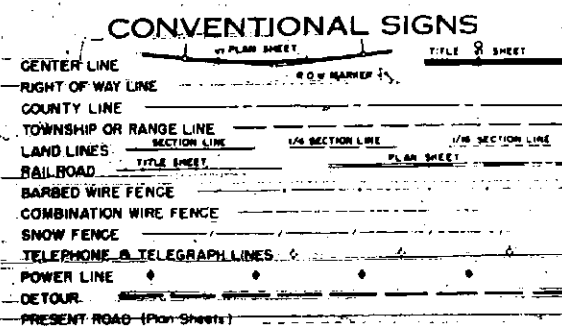 CONVENTIONAL SIGNS
PLAN SHEET
TITLE SHEET
CENTER LINE
R O W MARKER
RIGHT OF WAY LINE
COUNTY LINE
TOWNSHIP OR RANGE LINE
LAND LINES SECTION LINE 1/4 SECTION LINE 1/16 SECTION LINE
RAILROAD TITLE SHEET PLAN SHEET
BARBED WIRE FENCE
COMBINATION WIRE FENCE
SNOW FENCE
TELEPHONE & TELEGRAPH LINES
POWER LINE
DETOUR
PRESENT ROAD (Plan Sheets)